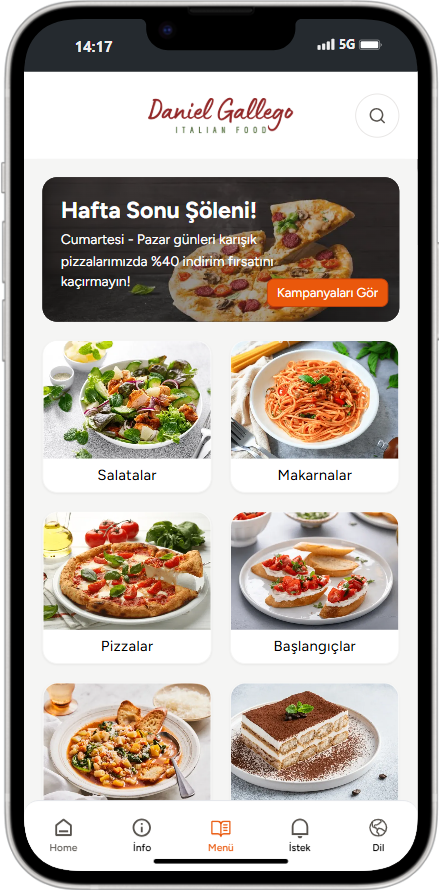 14:17
5G
Daniel Gallego
ITALIAN FOOD
Hafta Sonu Şöleni!
Cumartesi - Pazar günleri karışık
pizzalarımızda %40 indirim fırsatını
kaçırmayın!
Kampanyaları Gör
Salatalar
Makarnalar
Pizzalar
Başlangıçlar
Home
İnfo
Menü
İstek
Dil